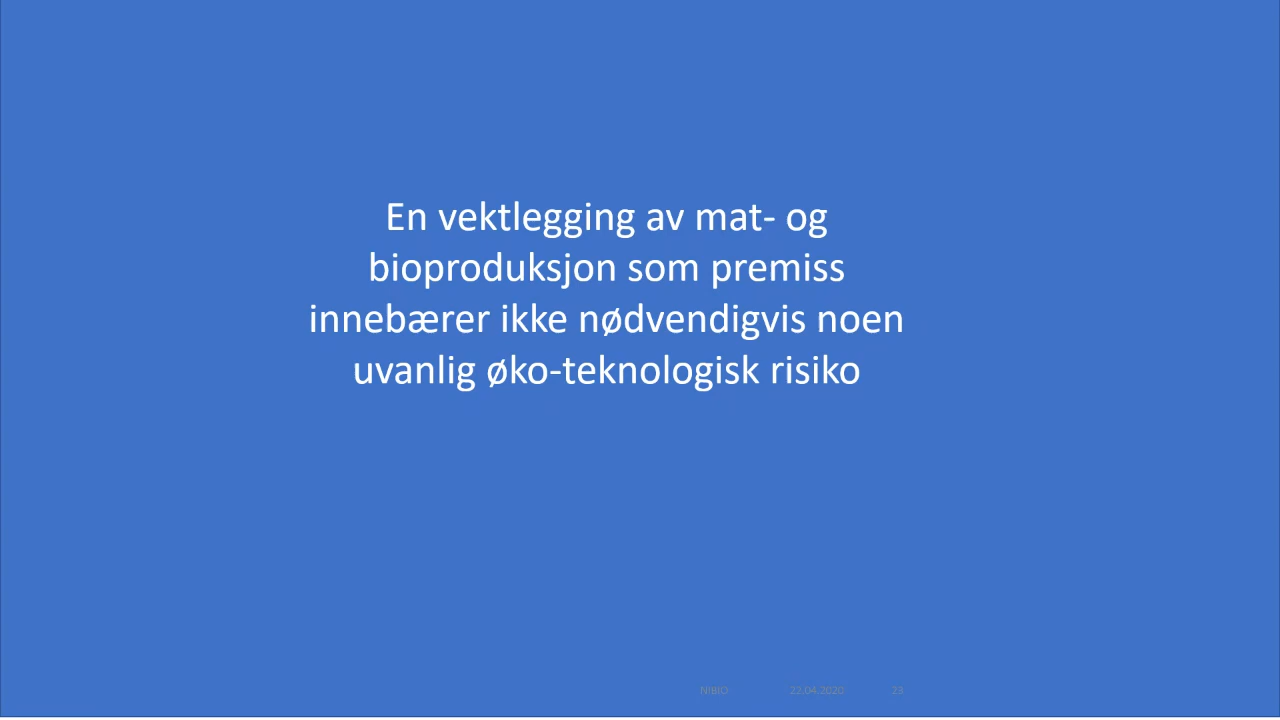 En vektlegging av mat- og
bioproduksjon som premiss
innebærer ikke nødvendigvis noen
uvanlig øko-teknologisk risiko
NIBIO 22.04.2020 23